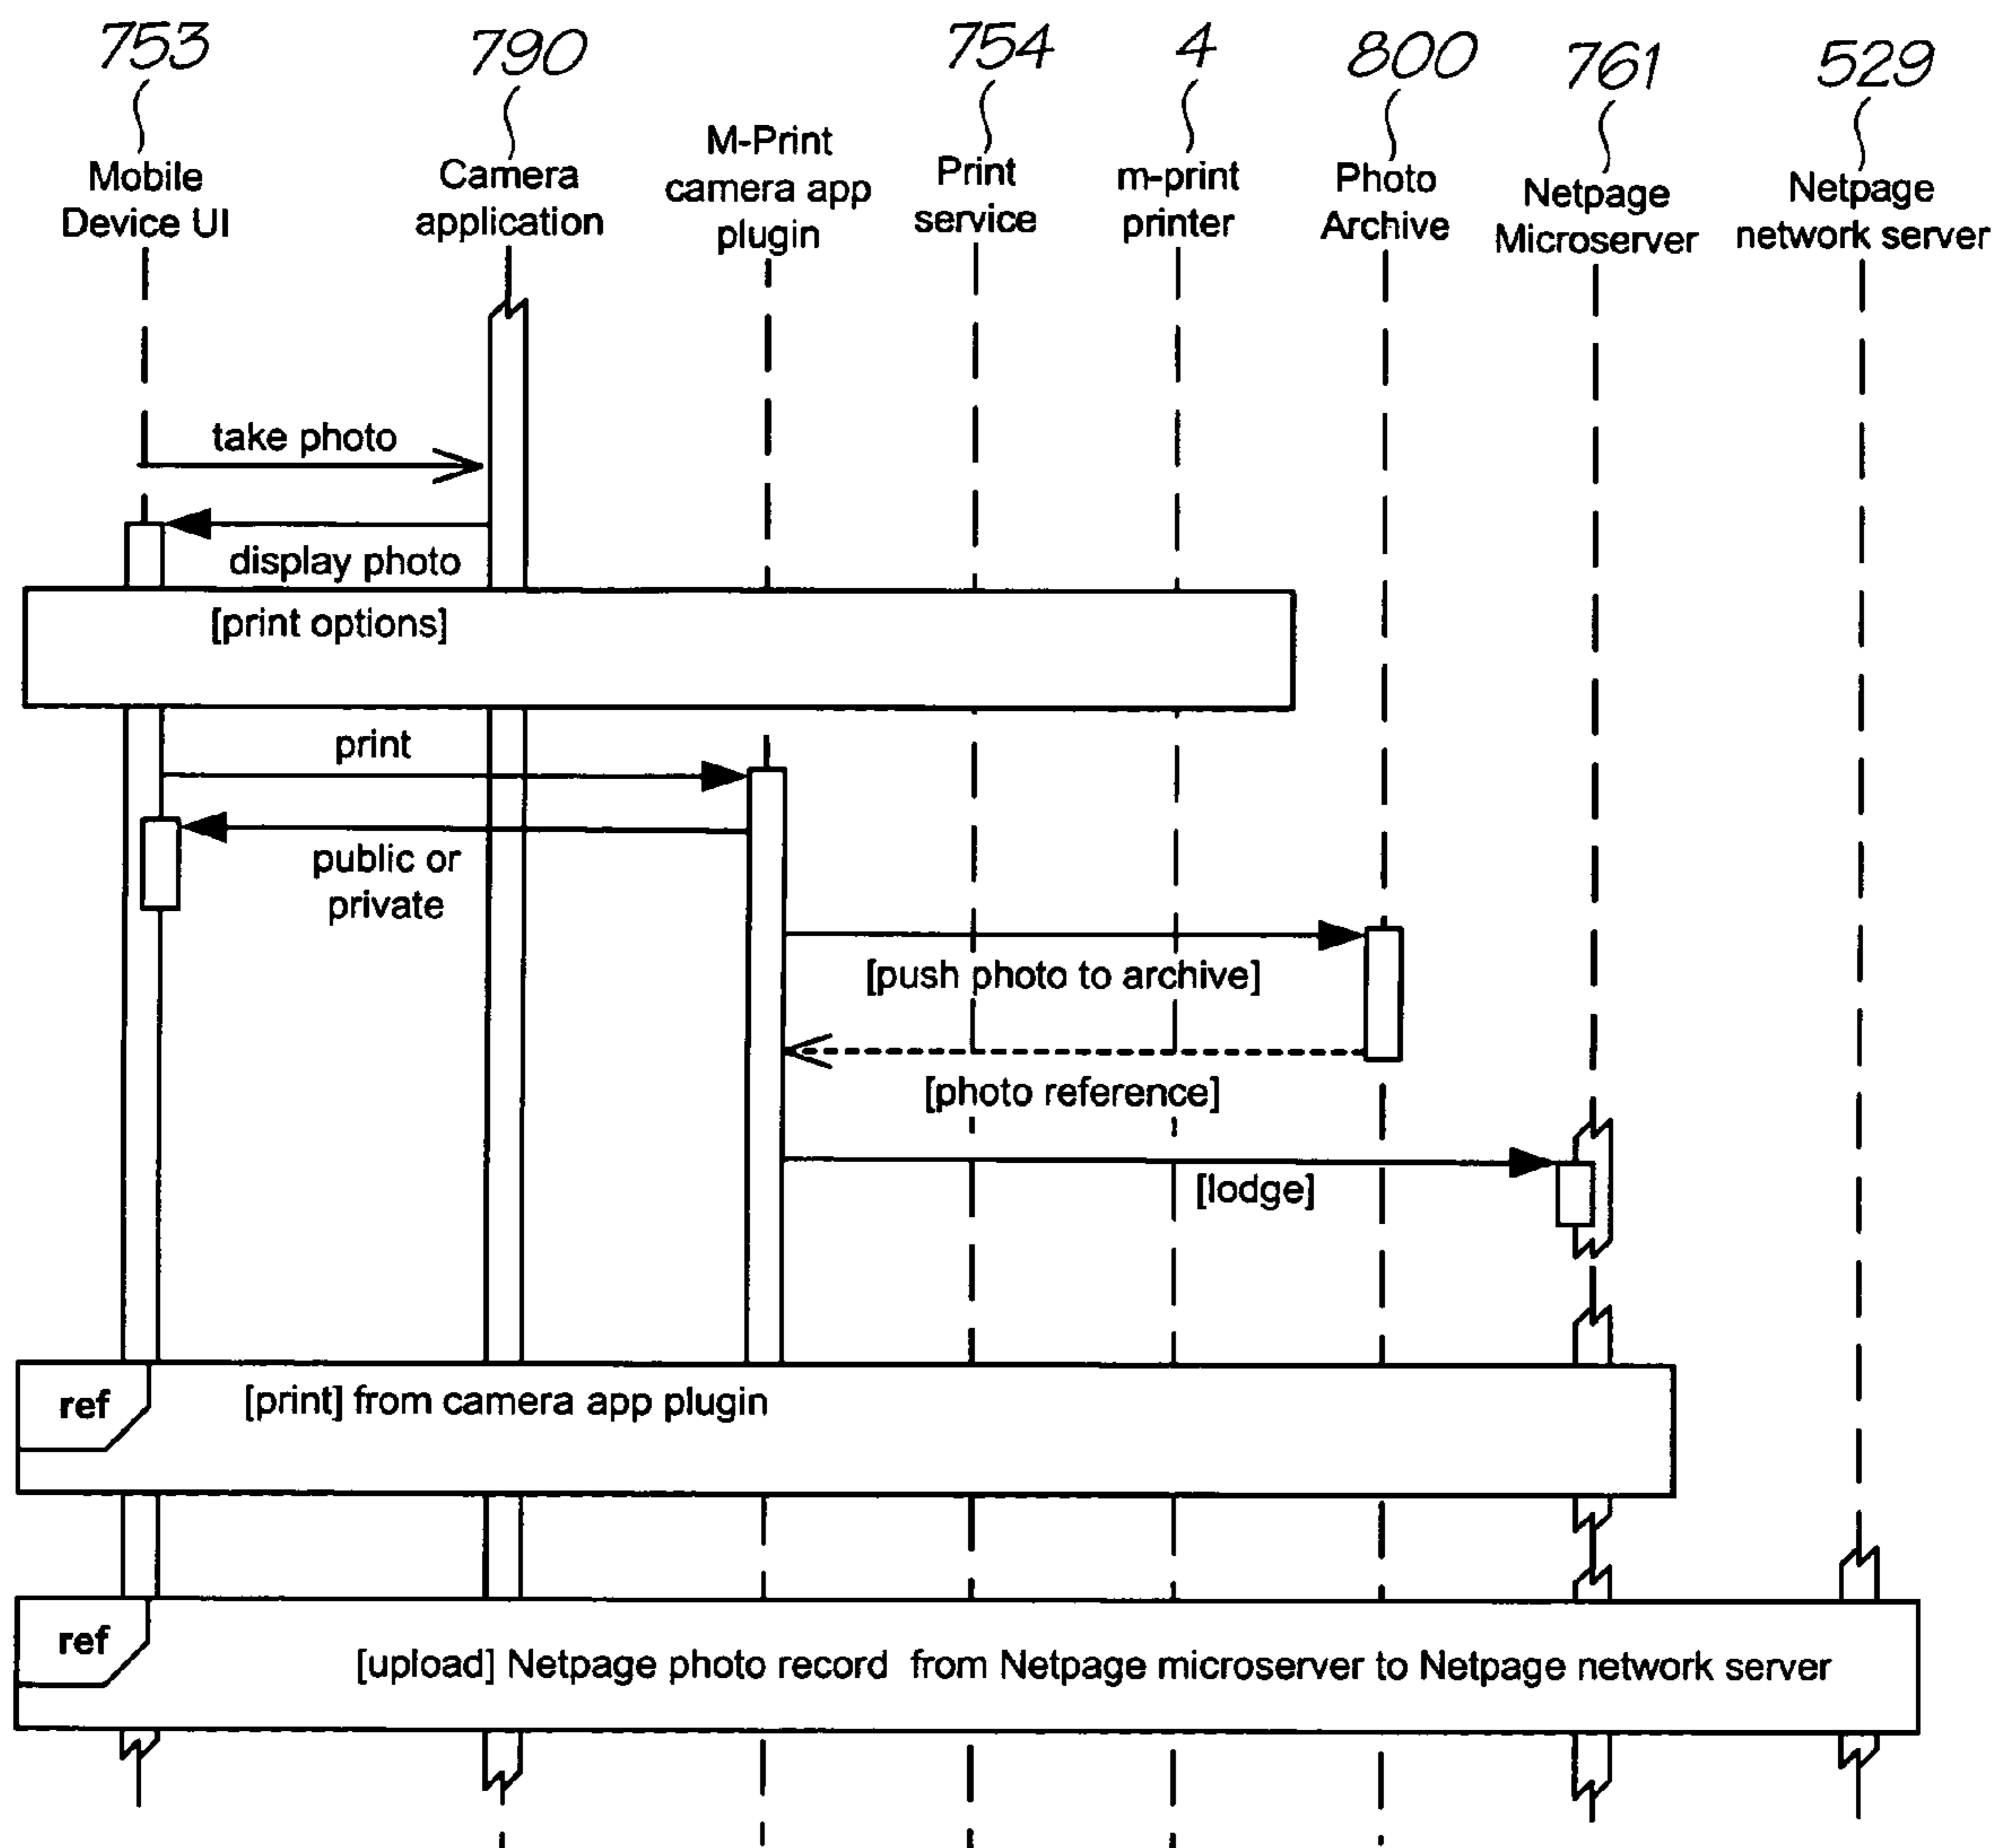 753
790
754
4
800
761
529
Mobile
Device UI
Camera
application
M-Print
camera app
plugin
Print
service
m-print
printer
Photo
Archive
Netpage
Microserver
Netpage
network server
take photo
display photo
[print options]
print
public or
private
[push photo to archive]
[photo reference]
[lodge]
ref
[print] from camera app plugin
ref
[upload] Netpage photo record from Netpage microserver to Netpage network server